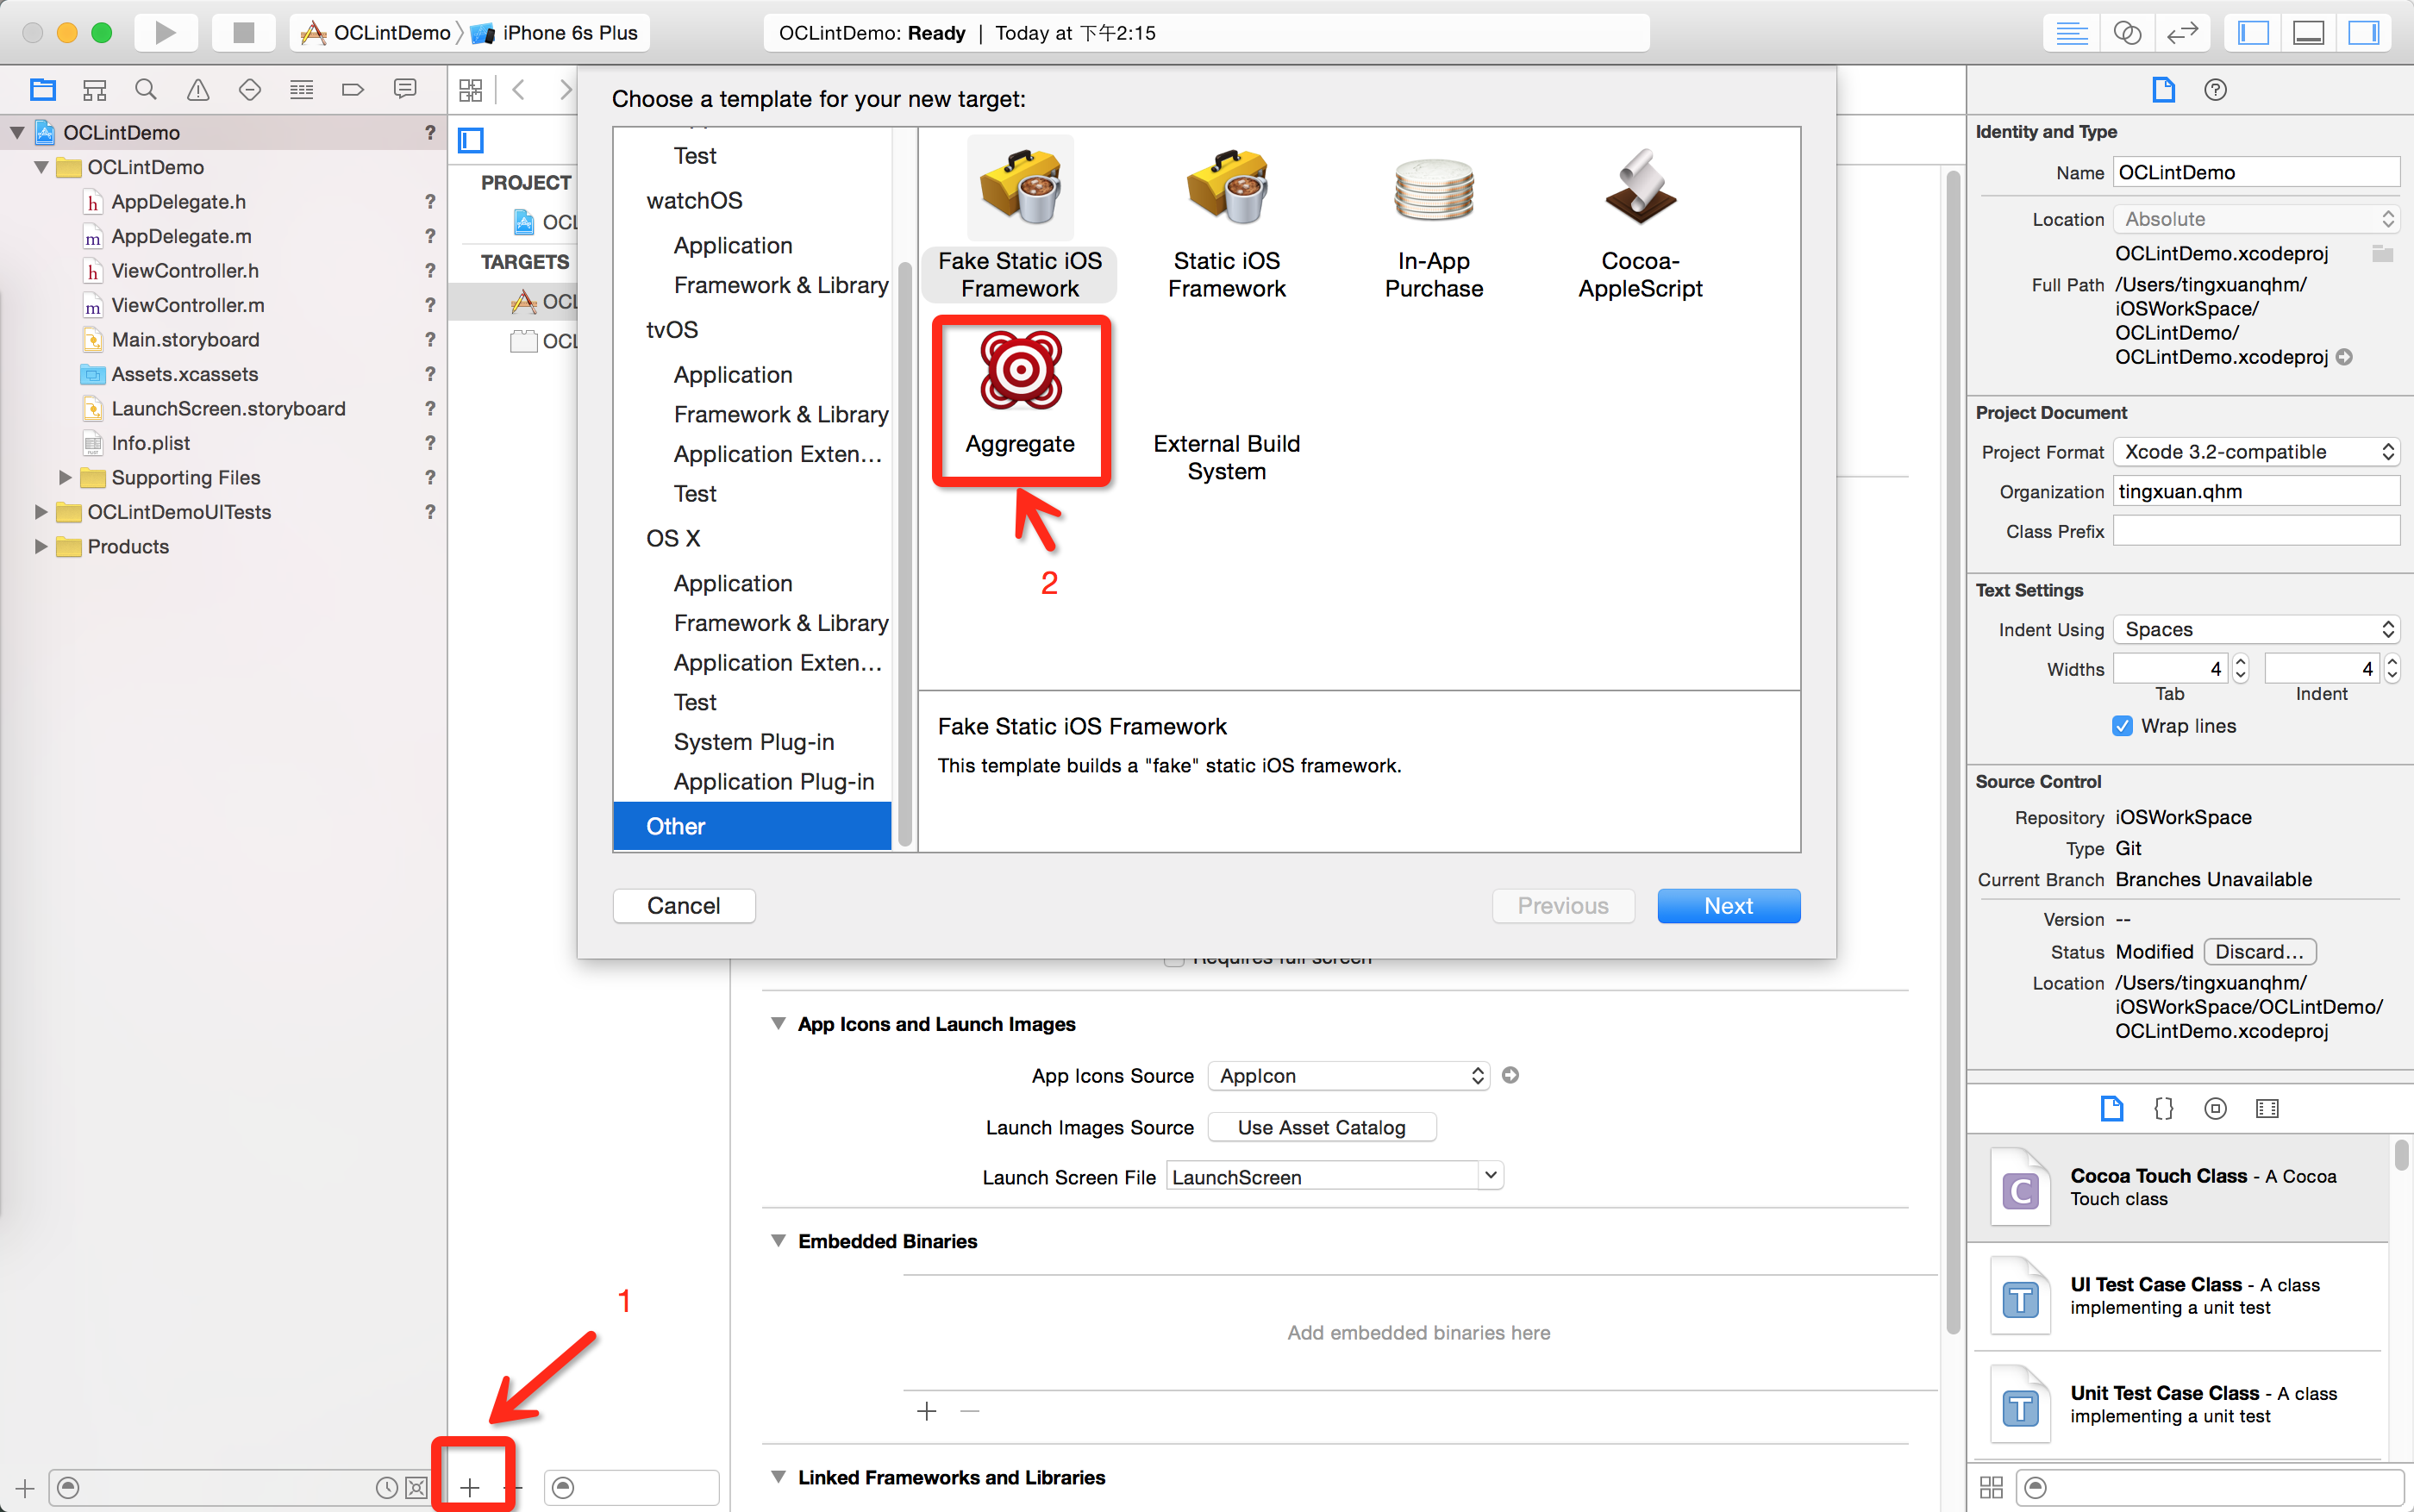 OCLintDemo
iPhone 6s Plus
OCLintDemo: Ready | Today at 下午2:15
OCLintDemo ?
OCLintDemo
AppDelegate.h ?
AppDelegate.m ?
ViewController.h ?
ViewController.m ?
Main.storyboard ?
Assets.xcassets ?
LaunchScreen.storyboard ?
Info.plist ?
Supporting Files ?
OCLintDemoUITests ?
Products
PROJECT
OCL
TARGETS
OCL
OCL
Choose a template for your new target:
Test
watchOS
Application
Framework & Library
tvOS
Application
Framework & Library
Application Exten...
Test
OS X
Application
Framework & Library
Application Exten...
Test
System Plug-in
Application Plug-in
Other
Fake Static iOS
Framework
Static iOS
Framework
In-App
Purchase
Cocoa-
AppleScript
Aggregate
External Build
System
2
Fake Static iOS Framework
This template builds a "fake" static iOS framework.
Cancel
Previous
Next
Requires full screen
App Icons and Launch Images
App Icons Source AppIcon
Launch Images Source Use Asset Catalog
Launch Screen File LaunchScreen
Embedded Binaries
Add embedded binaries here
Linked Frameworks and Libraries
1
Identity and Type
Name OCLintDemo
Location Absolute
OCLintDemo.xcodeproj
Full Path /Users/tingxuanqhm/
iOSWorkSpace/
OCLintDemo/
OCLintDemo.xcodeproj
Project Document
Project Format Xcode 3.2-compatible
Organization tingxuan.qhm
Class Prefix
Text Settings
Indent Using Spaces
Widths 4 4
Tab Indent
Wrap lines
Source Control
Repository iOSWorkSpace
Type Git
Current Branch Branches Unavailable
Version --
Status Modified Discard...
Location /Users/tingxuanqhm/
iOSWorkSpace/OCLintDemo/
OCLintDemo.xcodeproj
Cocoa Touch Class - A Cocoa
Touch class
UI Test Case Class - A class
implementing a unit test
Unit Test Case Class - A class
implementing a unit test